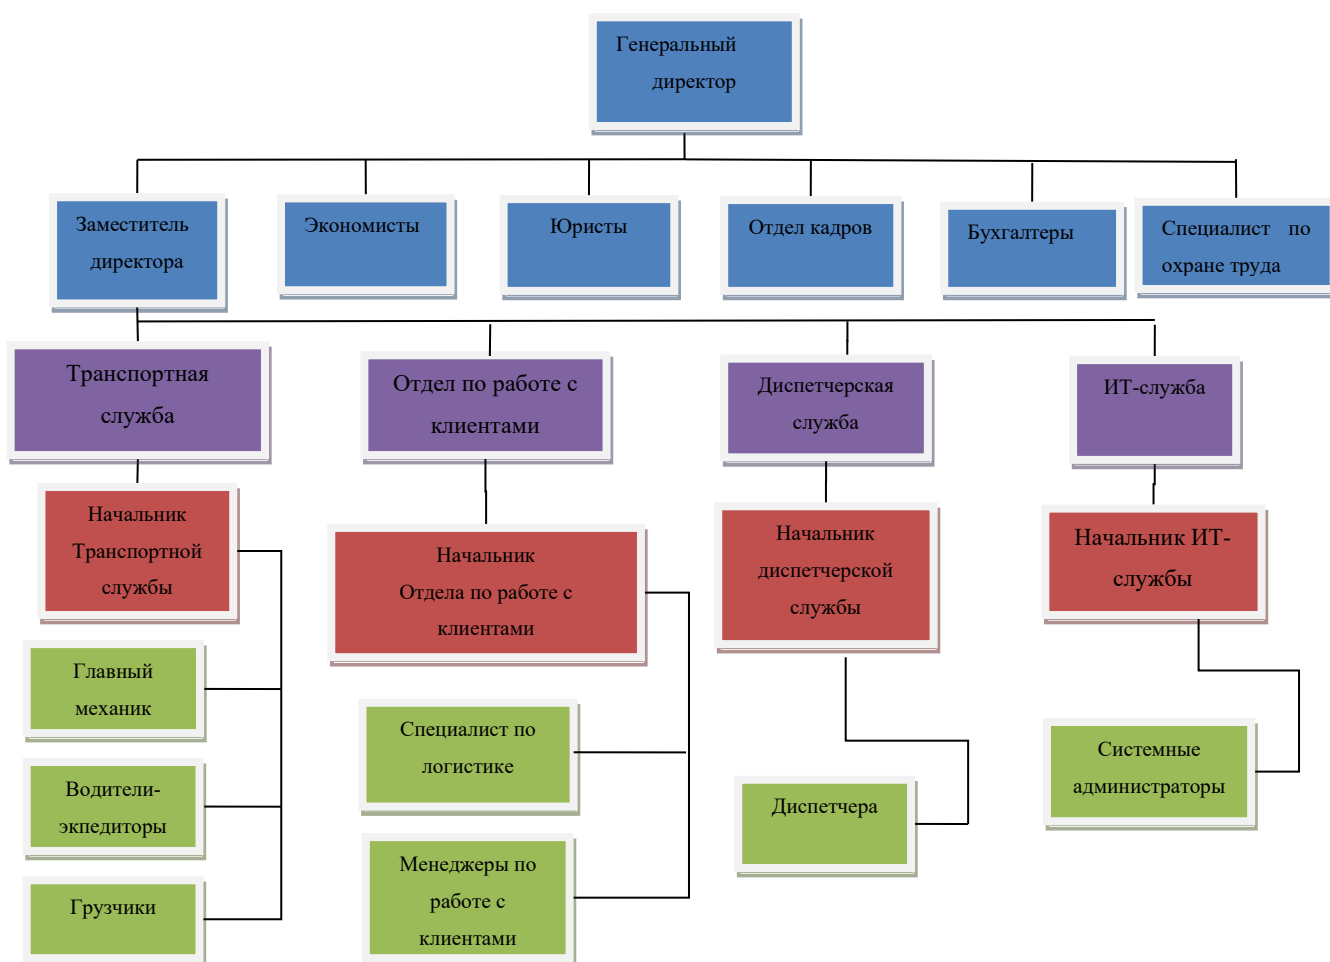 Генеральный
директор
Заместитель
директора
Экономисты
Юристы
Отдел кадров
Бухгалтеры
Специалист по
охране труда
Транспортная
служба
Отдел по работе с
клиентами
Диспетчерская
служба
ИТ-служба
Начальник
Транспортной
службы
Начальник
Отдела по работе с
клиентами
Начальник
диспетчерской
службы
Начальник ИТ-
службы
Главный
механик
Водители-
экпедиторы
Грузчики
Специалист по
логистике
Менеджеры по
работе с
клиентами
Диспетчера
Системные
администраторы